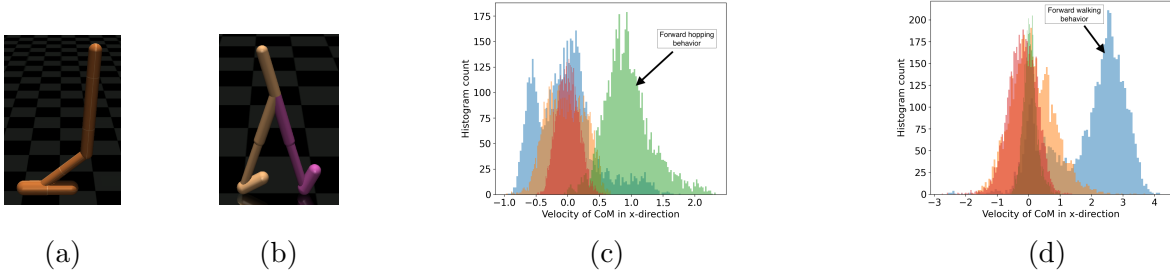 Forward hopping
behavior
Histogram count
175
150
125
100
75
50
25
0
−1.0 −0.5 0.0 0.5 1.0 1.5 2.0
Velocity of CoM in x-direction
Forward walking
behavior
Histogram count
200
175
150
125
100
75
50
25
0
−3 −2 −1 0 1 2 3 4
Velocity of CoM in x-direction
(a) (b) (c) (d)